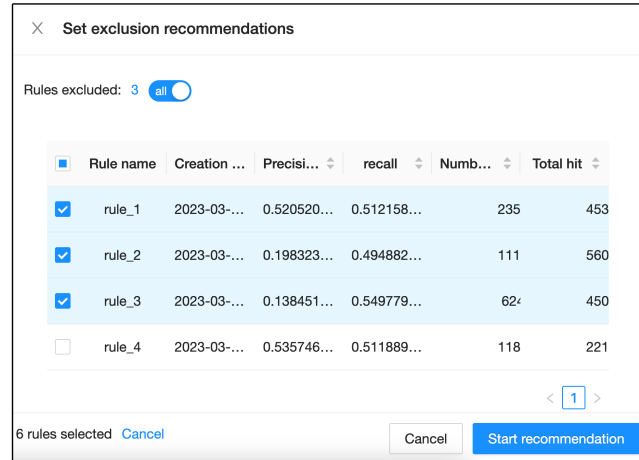 Set exclusion recommendations
Rules excluded: 3 all
Rule name Creation ... Precisi... recall Numb... Total hit
rule_1 2023-03-... 0.520520... 0.512158... 235 453
rule_2 2023-03-... 0.198323... 0.494882... 111 560
rule_3 2023-03-... 0.138451... 0.549779... 624 450
rule_4 2023-03-... 0.535746... 0.511889... 118 221
< 1 >
6 rules selected Cancel Cancel Start recommendation